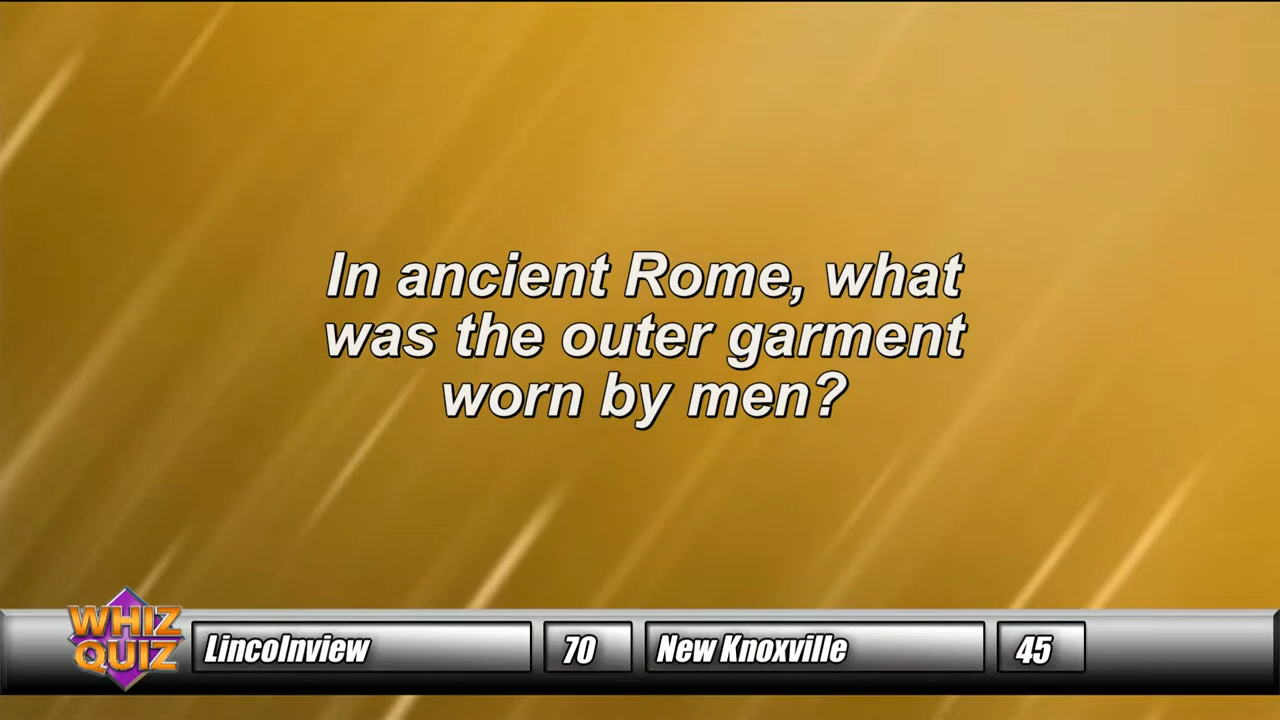 In ancient Rome, what
was the outer garment
worn by men?
WHIZ
QUIZ
Lincolnview 70 New Knoxville 45